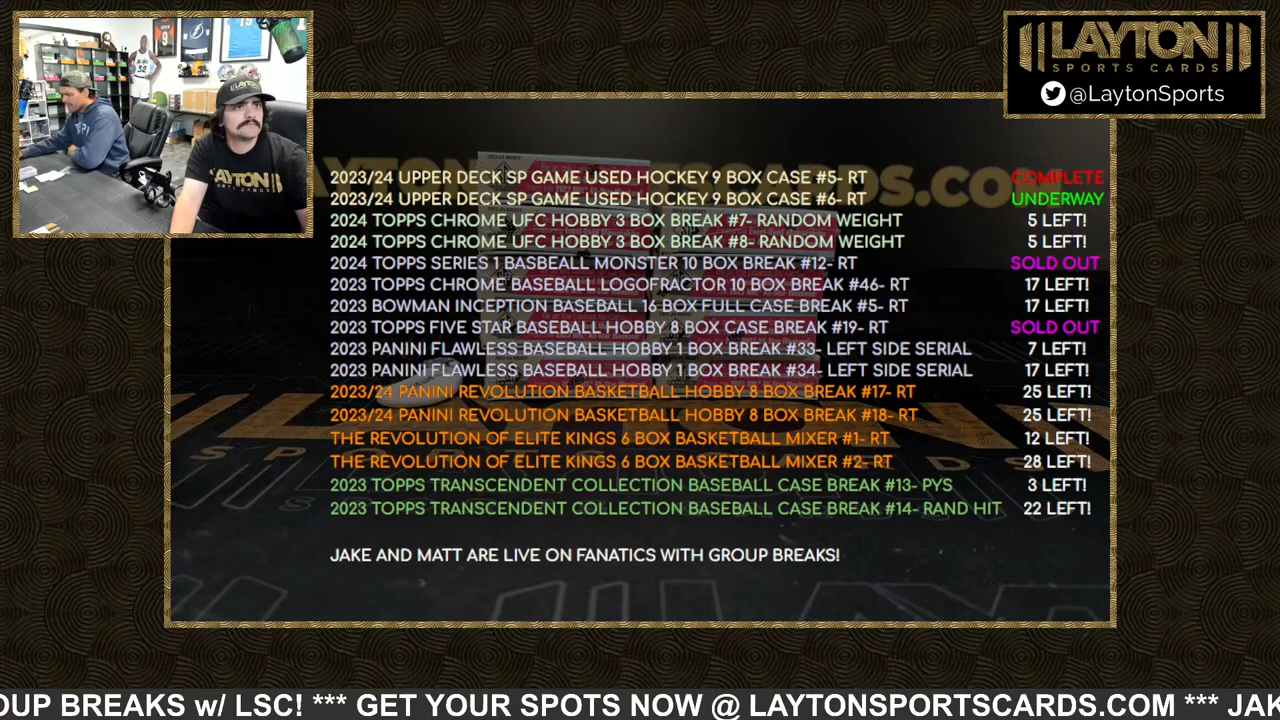 LAYTON
SPORTS CARDS
@LaytonSports
2023/24 UPPER DECK SP GAME USED HOCKEY 9 BOX CASE #5- RT COMPLETE
2023/24 UPPER DECK SP GAME USED HOCKEY 9 BOX CASE #6- RT UNDERWAY
2024 TOPPS CHROME UFC HOBBY 3 BOX BREAK #7- RANDOM WEIGHT 5 LEFT!
2024 TOPPS CHROME UFC HOBBY 3 BOX BREAK #8- RANDOM WEIGHT 5 LEFT!
2024 TOPPS SERIES 1 BASBEALL MONSTER 10 BOX BREAK #12- RT SOLD OUT
2023 TOPPS CHROME BASEBALL LOGOFRACTOR 10 BOX BREAK #46- RT 17 LEFT!
2023 BOWMAN INCEPTION BASEBALL 16 BOX FULL CASE BREAK #5- RT 17 LEFT!
2023 TOPPS FIVE STAR BASEBALL HOBBY 8 BOX CASE BREAK #19- RT SOLD OUT
2023 PANINI FLAWLESS BASEBALL HOBBY 1 BOX BREAK #33- LEFT SIDE SERIAL 7 LEFT!
2023 PANINI FLAWLESS BASEBALL HOBBY 1 BOX BREAK #34- LEFT SIDE SERIAL 17 LEFT!
2023/24 PANINI REVOLUTION BASKETBALL HOBBY 8 BOX BREAK #17- RT 25 LEFT!
2023/24 PANINI REVOLUTION BASKETBALL HOBBY 8 BOX BREAK #18- RT 25 LEFT!
THE REVOLUTION OF ELITE KINGS 6 BOX BASKETBALL MIXER #1- RT 12 LEFT!
THE REVOLUTION OF ELITE KINGS 6 BOX BASKETBALL MIXER #2- RT 28 LEFT!
2023 TOPPS TRANSCENDENT COLLECTION BASEBALL CASE BREAK #13- PYS 3 LEFT!
2023 TOPPS TRANSCENDENT COLLECTION BASEBALL CASE BREAK #14- RAND HIT 22 LEFT!
JAKE AND MATT ARE LIVE ON FANATICS WITH GROUP BREAKS!
OUP BREAKS w/ LSC! *** GET YOUR SPOTS NOW @ LAYTONSPORTSCARDS.COM *** JAK